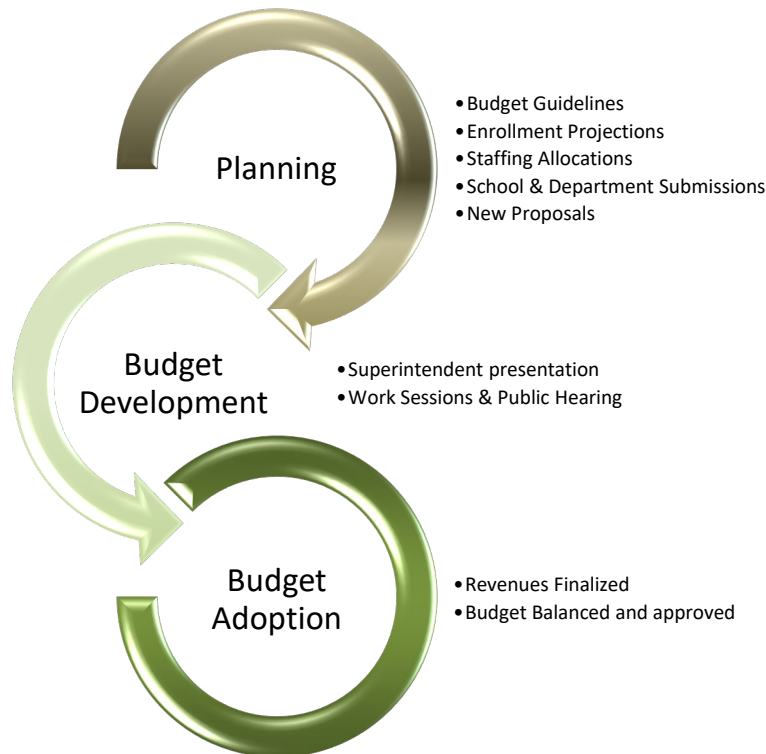 Planning
•Budget Guidelines
•Enrollment Projections
•Staffing Allocations
•School & Department Submissions
•New Proposals
Budget
Development
•Superintendent presentation
•Work Sessions & Public Hearing
Budget
Adoption
•Revenues Finalized
•Budget Balanced and approved